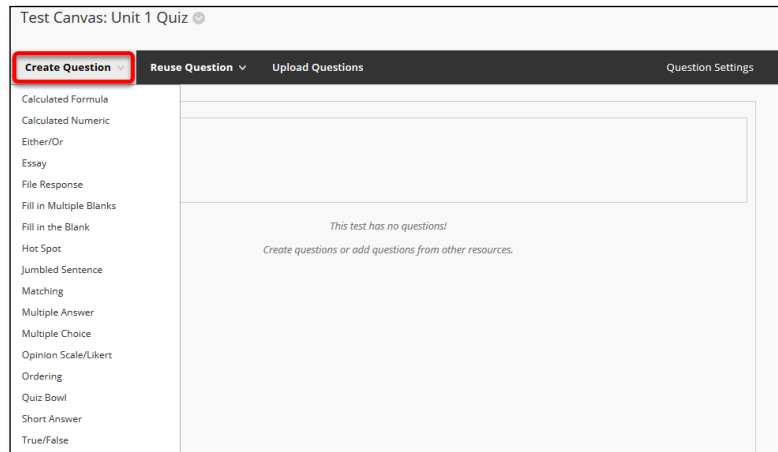 Test Canvas: Unit 1 Quiz
Create Question Reuse Question Upload Questions Question Settings
Calculated Formula
Calculated Numeric
Either/Or
Essay
File Response
Fill in Multiple Blanks
Fill in the Blank
This test has no questions!
Hot Spot
Create questions or add questions from other resources.
Jumbled Sentence
Matching
Multiple Answer
Multiple Choice
Opinion Scale/Likert
Ordering
Quiz Bowl
Short Answer
True/False